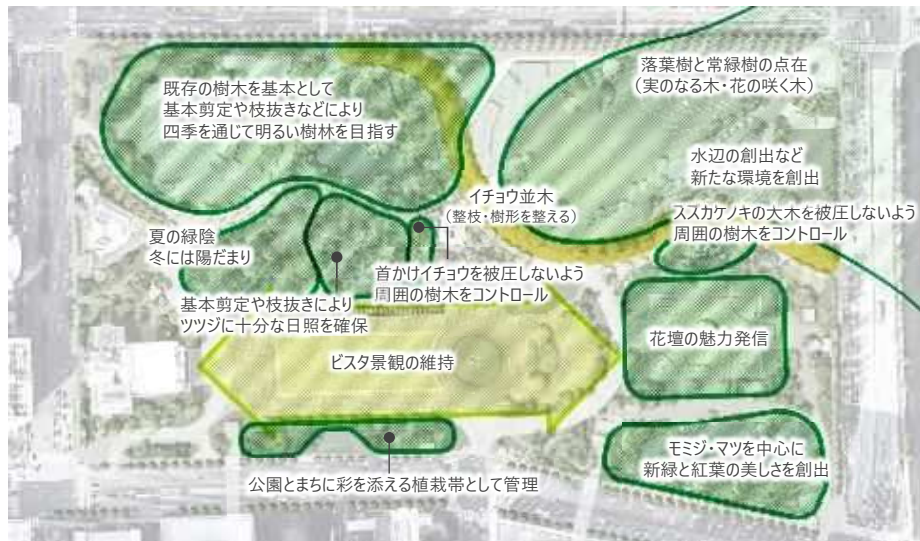 既存の樹木を基本として
基本剪定や枝抜きなどにより
四季を通じて明るい樹林を目指す
落葉樹と常緑樹の点在
（実のなる木・花の咲く木）
水辺の創出など
新たな環境を創出
イチョウ並木
（整枝・樹形を整える）
スズカケノキの大木を被圧しないよう
周囲の樹木をコントロール
夏の緑陰
冬には陽だまり
首かけイチョウを被圧しないよう
周囲の樹木をコントロール
基本剪定や枝抜きにより
ツツジに十分な日照を確保
ビスタ景観の維持
花壇の魅力発信
モミジ・マツを中心に
新緑と紅葉の美しさを創出
公園とまちに彩を添える植栽帯として管理